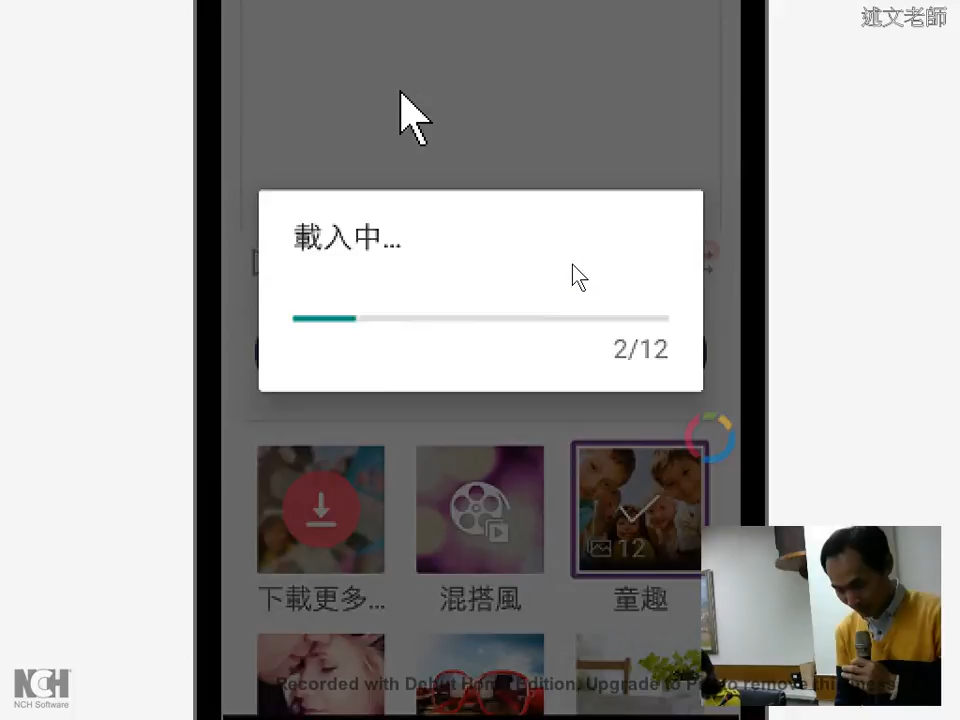 述文老師
載入中...
2/12
12
下載更多...
混搭風
童趣
Recorded with Debut Home Edition. Upgrade to Pro to remove this message
NCH
NCH Software